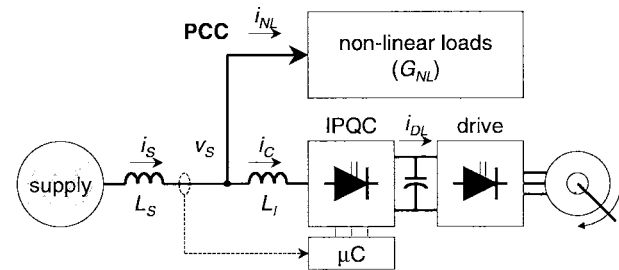 PCC
i_NL
non-linear loads
(G_NL)
IPQC
i_DL
drive
supply
i_S
v_S
i_C
L_S
L_I
μC